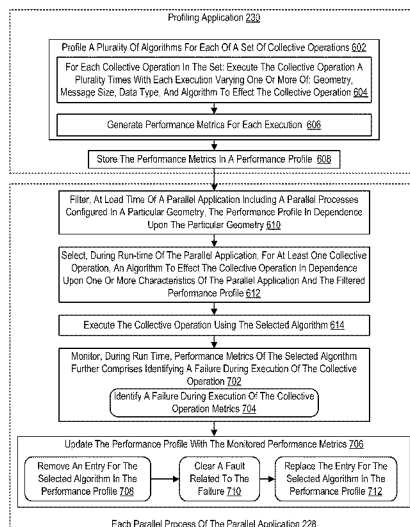 Profiling Application 230
Profile A Plurality Of Algorithms For Each Of A Set Of Collective Operations 602
For Each Collective Operation In The Set: Execute The Collective Operation A
Plurality Times With Each Execution Varying One Or More Of: Geometry,
Message Size, Data Type, And Algorithm To Effect The Collective Operation 604
Generate Performance Metrics For Each Execution 606
Store The Performance Metrics In A Performance Profile 608
Filter, At Load Time Of A Parallel Application Including A Parallel Processes
Configured In A Particular Geometry, The Performance Profile In Dependence
Upon The Particular Geometry 610
Select, During Run-time Of The Parallel Application, For At Least One Collective
Operation, An Algorithm To Effect The Collective Operation In Dependence
Upon One Or More Characteristics Of The Parallel Application And The Filtered
Performance Profile 612
Execute The Collective Operation Using The Selected Algorithm 614
Monitor, During Run Time, Performance Metrics Of The Selected Algorithm
Further Comprises Identifying A Failure During Execution Of The Collective
Operation 702
Identify A Failure During Execution Of The Collective
Operation Metrics 704
Update The Performance Profile With The Monitored Performance Metrics 706
Remove An Entry For The
Selected Algorithm In The
Performance Profile 708
Clear A Fault
Related To The
Failure 710
Replace The Entry For The
Selected Algorithm In The
Performance Profile 712
Each Parallel Process Of The Parallel Application 228